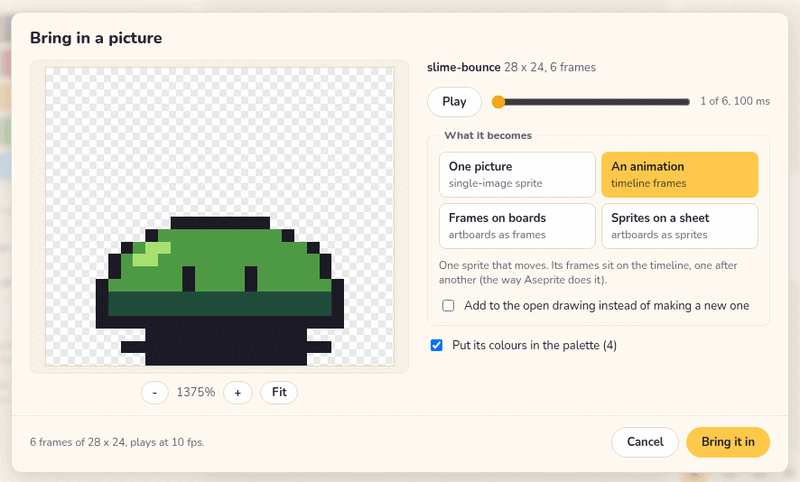 Bring in a picture
slime-bounce 28 x 24, 6 frames
Play
1 of 6, 100 ms
What it becomes
One picture
single-image sprite
An animation
timeline frames
Frames on boards
artboards as frames
Sprites on a sheet
artboards as sprites
One sprite that moves. Its frames sit on the timeline, one after
another (the way Aseprite does it).
Add to the open drawing instead of making a new one
Put its colours in the palette (4)
- 1375% + Fit
6 frames of 28 x 24, plays at 10 fps.
Cancel
Bring it in